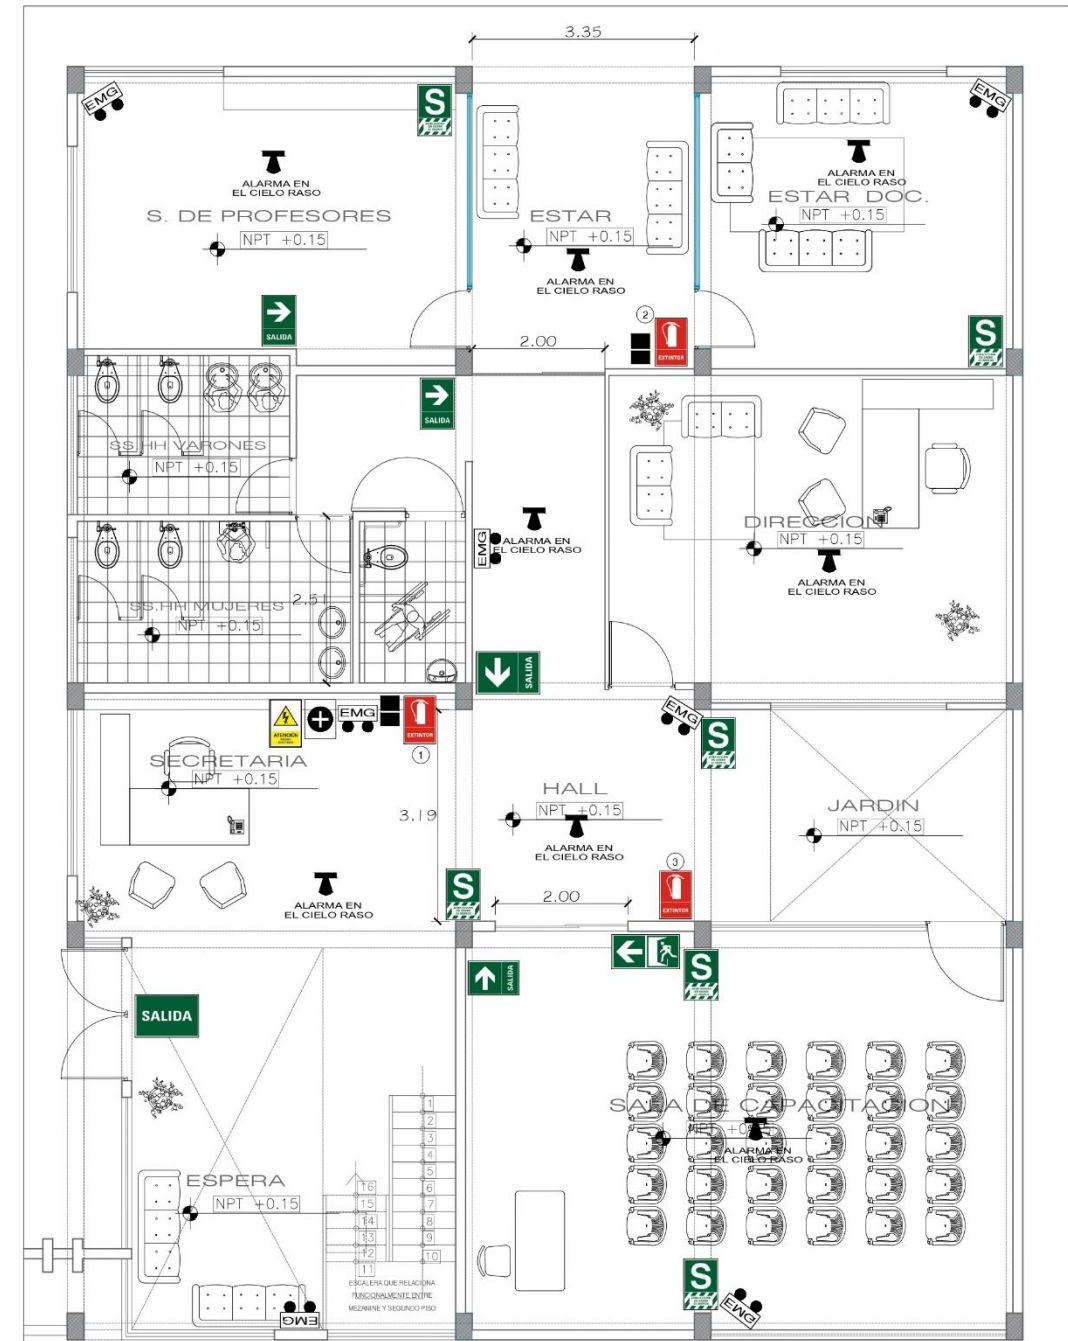 3.35
EMG
S
EMG
ALARMA EN
EL CIELO RASO
S. DE PROFESORES
NPT +0.15
ESTAR
NPT +0.15
ALARMA EN
EL CIELO RASO
ALARMA EN
EL CIELO RASO
ESTAR DOC.
NPT +0.15
SALIDA
2
EXTINTOR
S
2.00
SALIDA
SS.HH VARONES
NPT +0.15
EMG
ALARMA EN
EL CIELO RASO
DIRECCION
NPT +0.15
ALARMA EN
EL CIELO RASO
2.51
SS.HH MUJERES
NPT +0.15
SALIDA
ATENCIÓN
EMG
EXTINTOR
1
EMG
S
SECRETARIA
NPT +0.15
3.19
HALL
NPT +0.15
ALARMA EN
EL CIELO RASO
JARDIN
NPT +0.15
ALARMA EN
EL CIELO RASO
S
2.00
3
EXTINTOR
SALIDA
S
SALIDA
SALA DE CAPACITACION
ALARMA EN
EL CIELO RASO
ESPERA
NPT +0.15
1
2
3
4
5
6
7
8
9
10
16
15
14
13
12
11
ESCALERA QUE RELACIONA
FUNCIONALMENTE ENTRE
MEZANINE Y SEGUNDO PISO
EMG
S
EMG